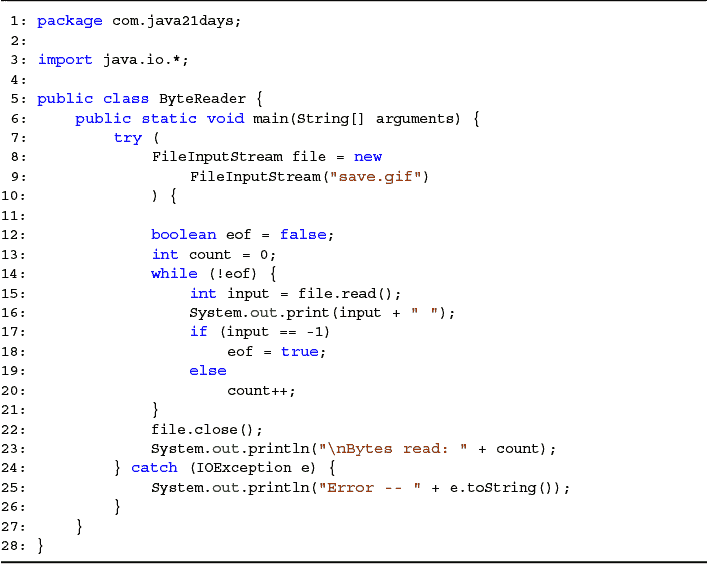 1: package com.java21days;
2:
3: import java.io.*;
4:
5: public class ByteReader {
6:     public static void main(String[] arguments) {
7:         try (
8:             FileInputStream file = new
9:                 FileInputStream("save.gif")
10:             ) {
11:
12:             boolean eof = false;
13:             int count = 0;
14:             while (!eof) {
15:                 int input = file.read();
16:                 System.out.print(input + " ");
17:                 if (input == -1)
18:                     eof = true;
19:                 else
20:                     count++;
21:             }
22:             file.close();
23:             System.out.println("\nBytes read: " + count);
24:         } catch (IOException e) {
25:             System.out.println("Error -- " + e.toString());
26:         }
27:     }
28: }